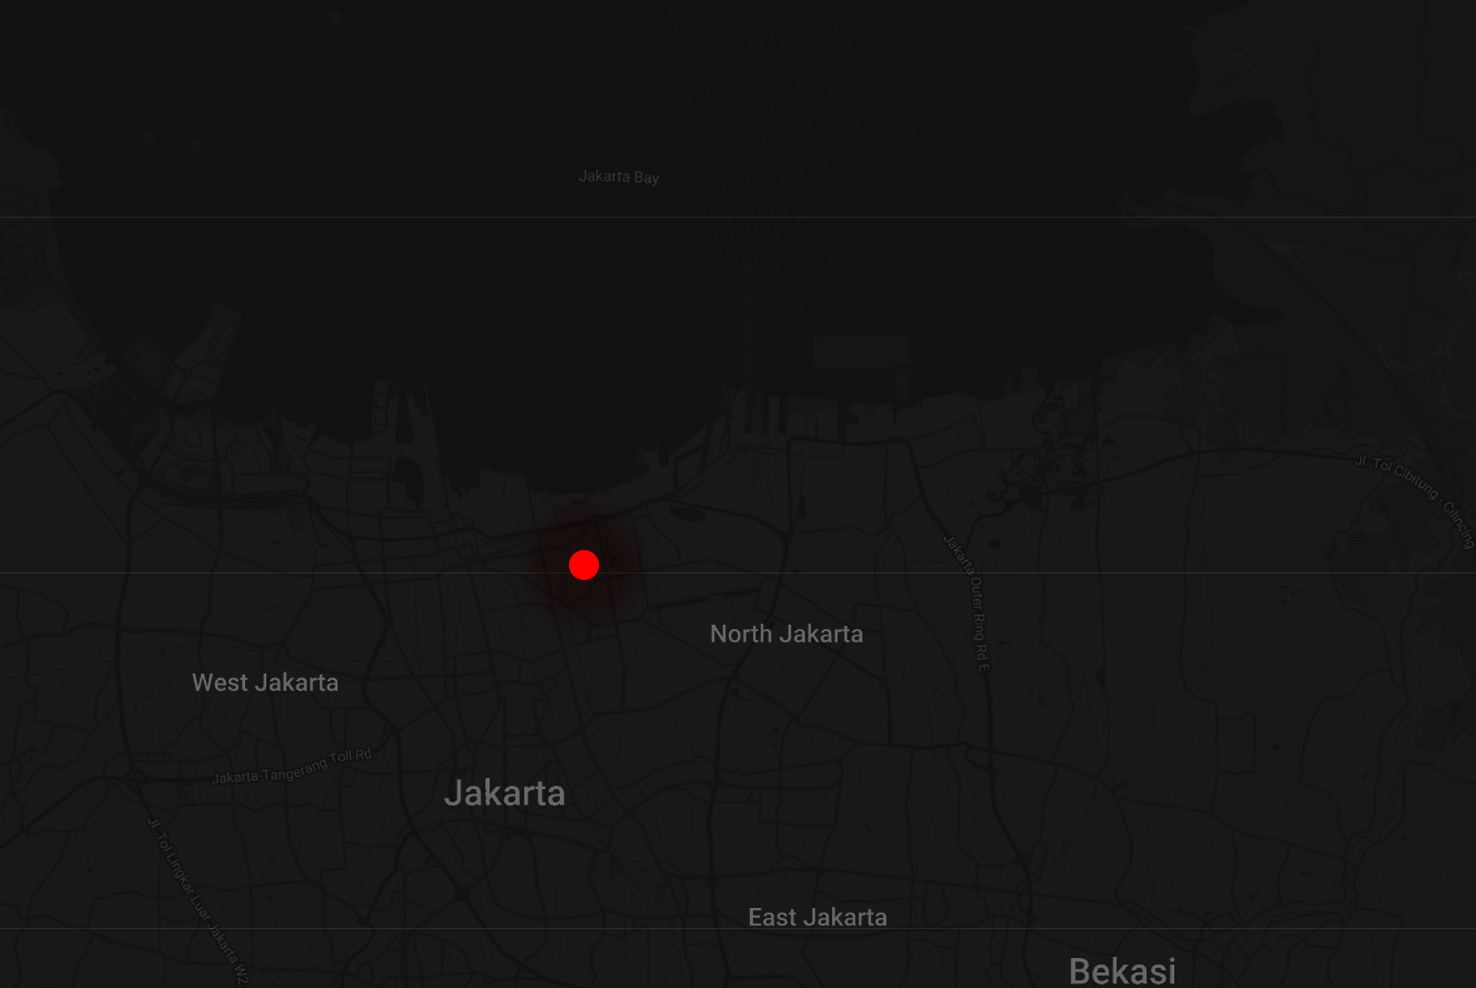 Jakarta Bay
Jl. Tol Cibitung - Cilincing
Jakarta Outer Ring Rd E
North Jakarta
West Jakarta
Jakarta-Tangerang Toll Rd
Jakarta
Jl. Tol Lingkar Luar Jakarta W2
East Jakarta
Bekasi